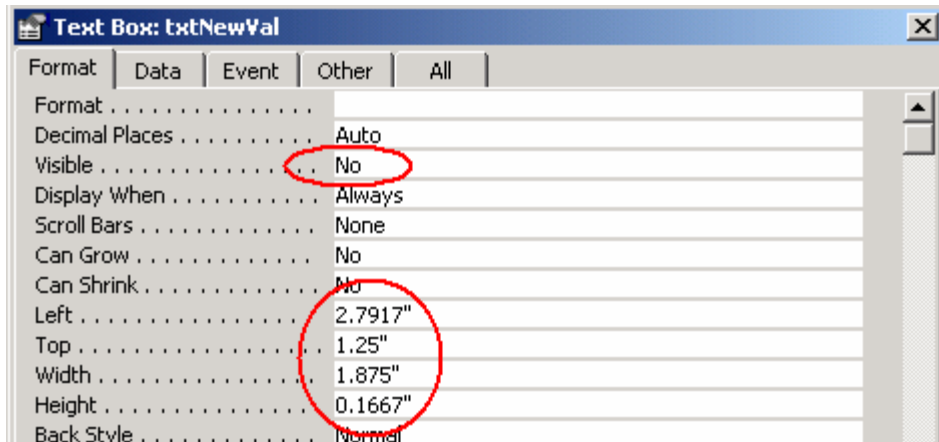 Text Box: txtNewVal
Format Data Event Other All
Format . . . . . . . . . . . . . . .
Decimal Places . . . . . . . . . Auto
Visible . . . . . . . . . . . . . . . . No
Display When . . . . . . . . . . . Always
Scroll Bars . . . . . . . . . . . . . None
Can Grow . . . . . . . . . . . . . No
Can Shrink . . . . . . . . . . . . . No
Left . . . . . . . . . . . . . . . . . 2.7917"
Top . . . . . . . . . . . . . . . . . 1.25"
Width . . . . . . . . . . . . . . . . 1.875"
Height . . . . . . . . . . . . . . . 0.1667"
Back Style . . . . . . . . . . . . . Normal